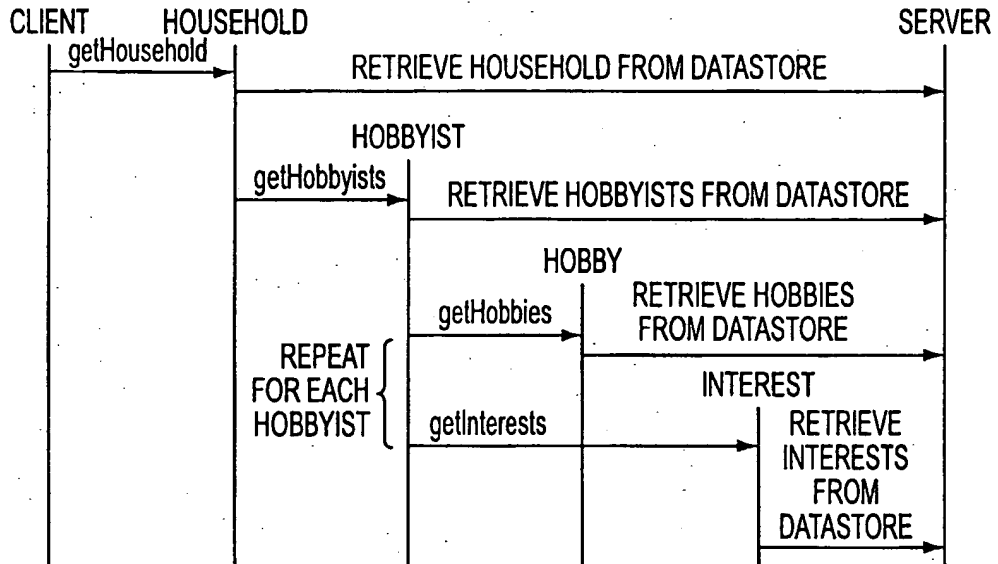 CLIENT HOUSEHOLD SERVER
getHousehold
RETRIEVE HOUSEHOLD FROM DATASTORE
HOBBYIST
getHobbyists
RETRIEVE HOBBYISTS FROM DATASTORE
HOBBY
getHobbies
RETRIEVE HOBBIES
FROM DATASTORE
REPEAT
FOR EACH
HOBBYIST
INTEREST
getInterests
RETRIEVE
INTERESTS
FROM
DATASTORE